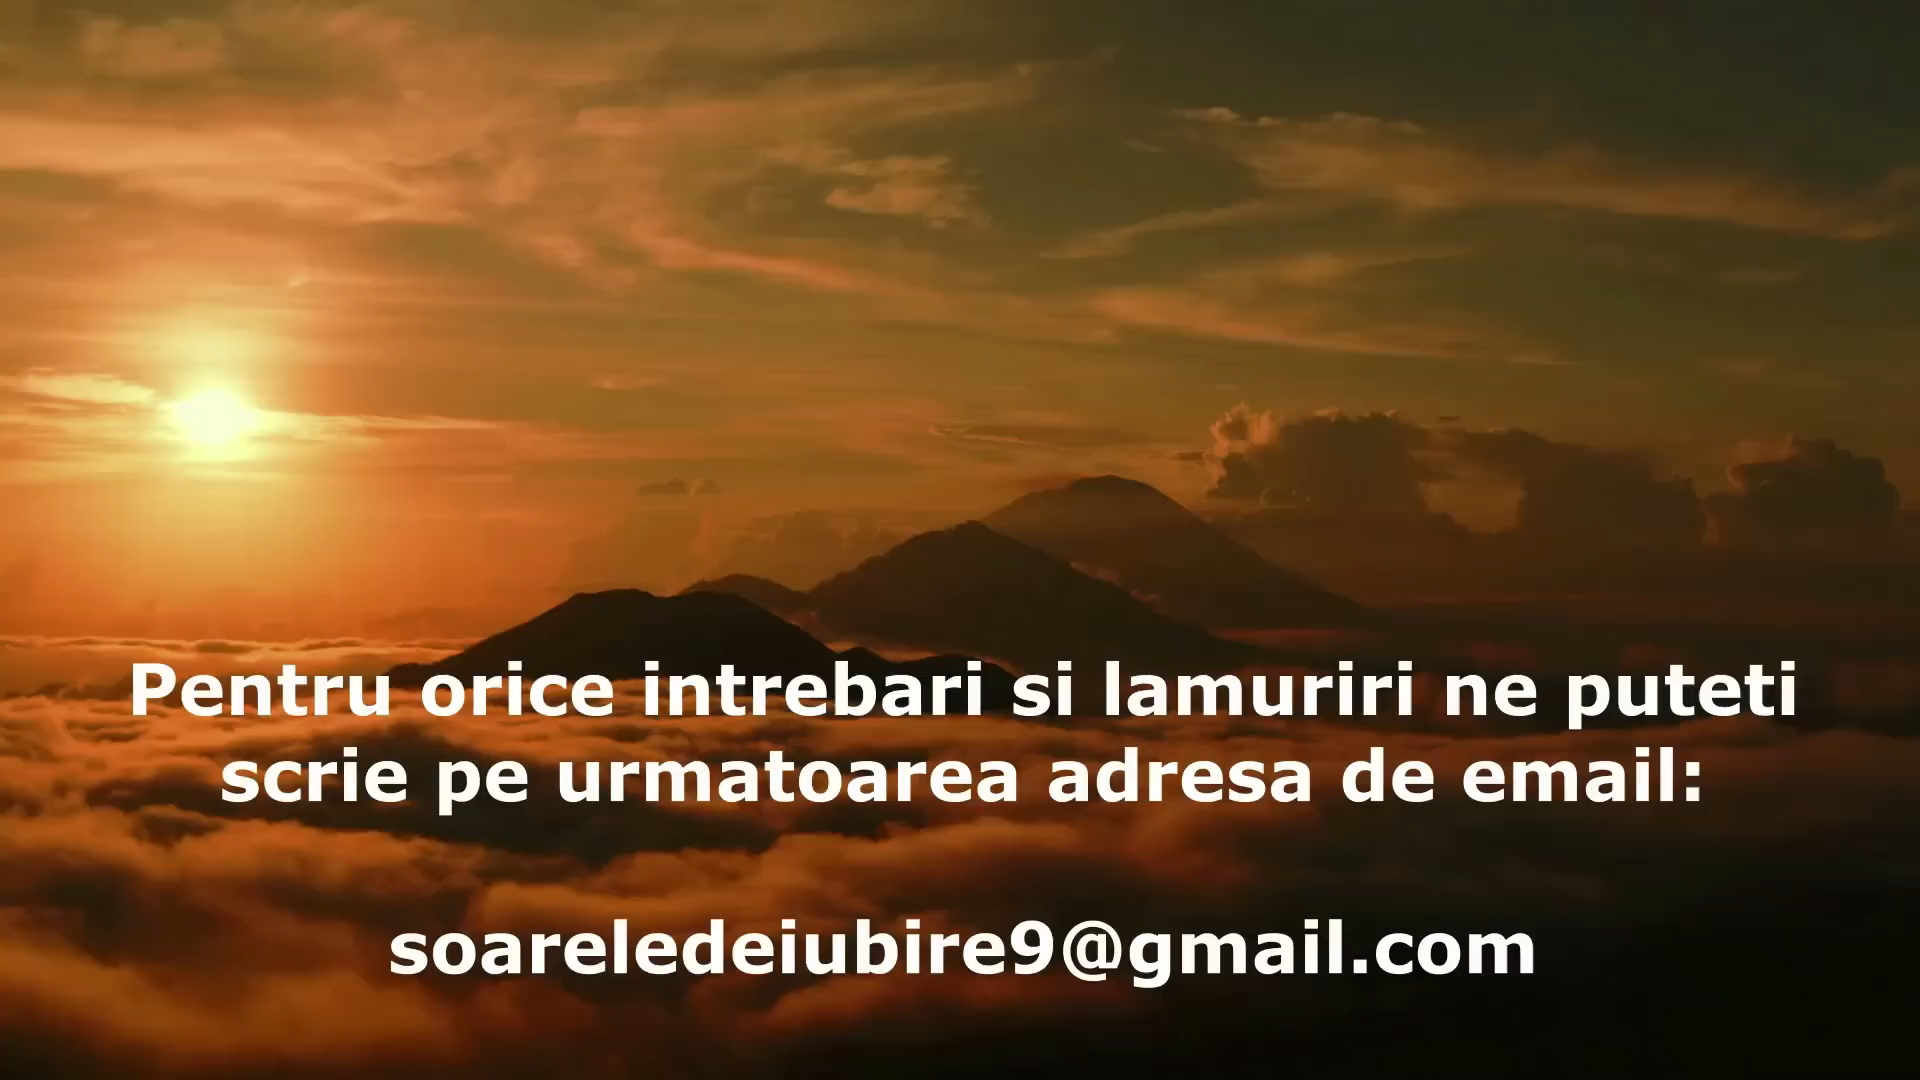 Pentru orice intrebari si lamuriri ne puteti
scrie pe urmatoarea adresa de email:
soareledeiubire9@gmail.com